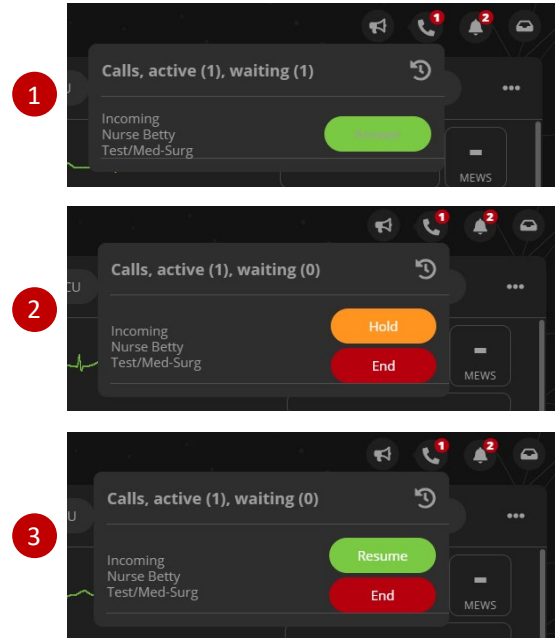 1
1
2
Calls, active (1), waiting (1)
Incoming
Nurse Betty
Test/Med-Surg
MEWS
2
1
2
CU
Calls, active (1), waiting (0)
Incoming
Nurse Betty
Test/Med-Surg
Hold
End
MEWS
3
1
2
U
Calls, active (1), waiting (0)
Incoming
Nurse Betty
Test/Med-Surg
Resume
End
MEWS